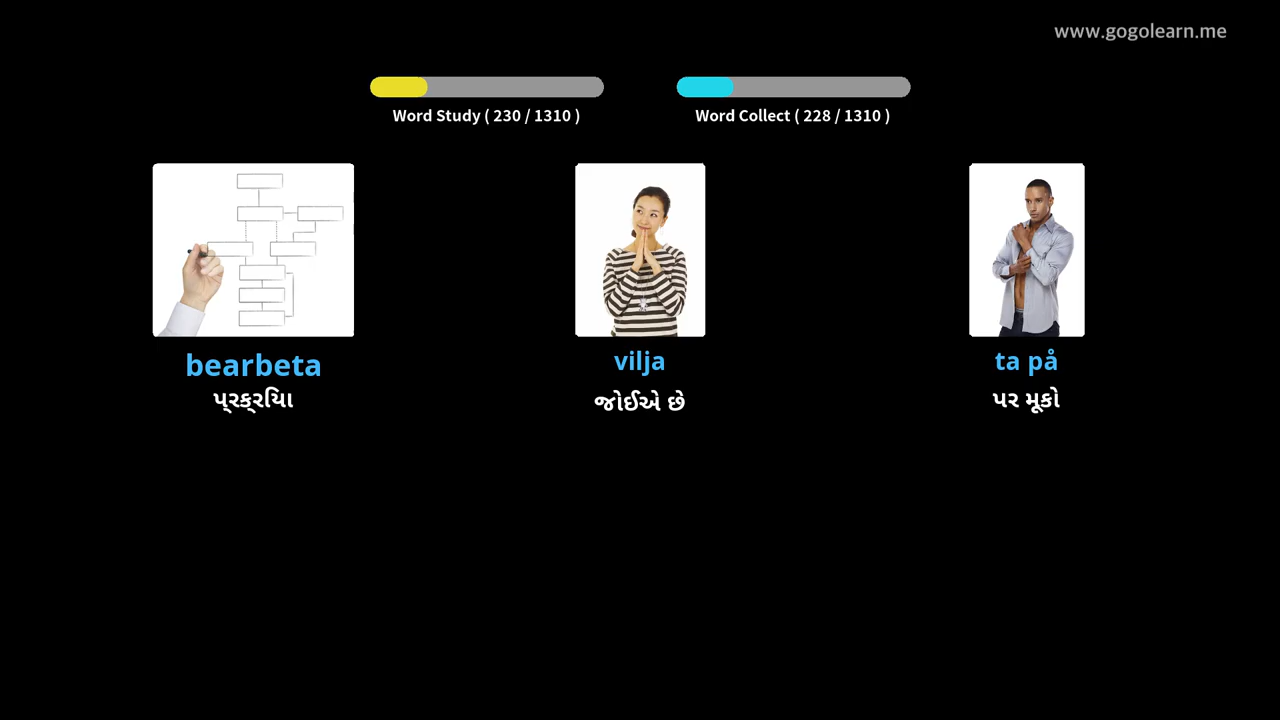 www.gogolearn.me
Word Study ( 230 / 1310 )
Word Collect ( 228 / 1310 )
bearbeta
પ્રક્રિયા
vilja
જોઈએ છે
ta på
પર મૂકો